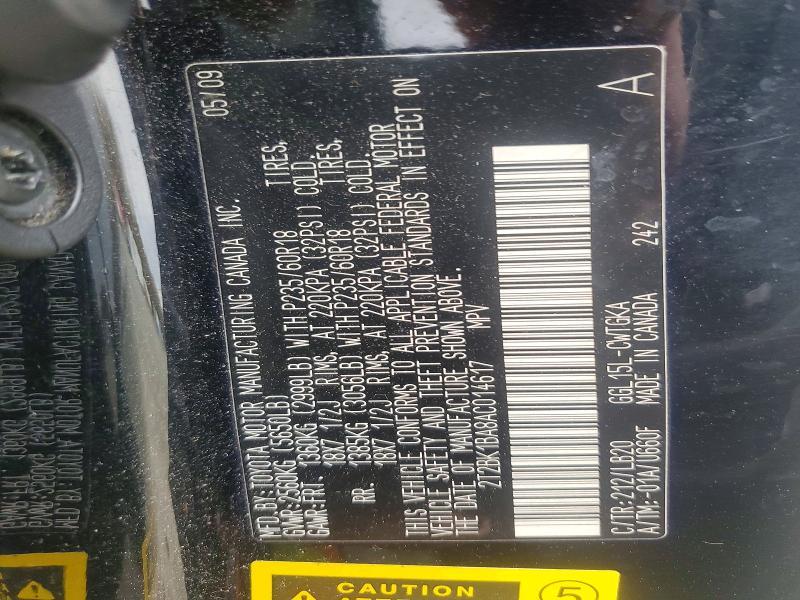 05/09
MFD.BY:TOYOTA MOTOR MANUFACTURING CANADA INC.
GVWR:2560KG (5550LB)
GAWR:FRT. 1360KG (2999LB) WITH P235/60R18 TIRES,
18X7 1/2J RIMS, AT 220KPA (32PSI) COLD
RR. 1385KG (3056LB) WITH P235/60R18 TIRES,
18X7 1/2J RIMS, AT 220KPA (32PSI) COLD
THIS VEHICLE CONFORMS TO ALL APPLICABLE FEDERAL MOTOR
VEHICLE SAFETY AND THEFT PREVENTION STANDARDS IN EFFECT ON
THE DATE OF MANUFACTURE SHOWN ABOVE.
2T2BK1BA8AC014617 MPV
C/TR:212/LB20 GGL15L-CWTGKA 242
A/TM:-01A/U660F MADE IN CANADA
A
CAUTION
5